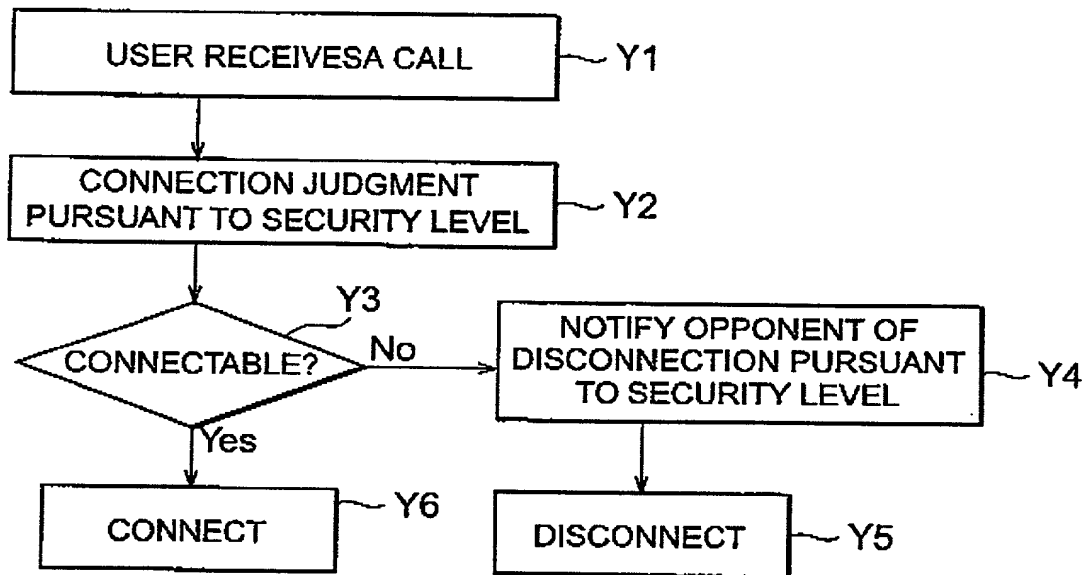 USER RECEIVESA CALL
Y1
CONNECTION JUDGMENT
PURSUANT TO SECURITY LEVEL
Y2
Y3
CONNECTABLE?
No
NOTIFY OPPONENT OF
DISCONNECTION PURSUANT
TO SECURITY LEVEL
Y4
Yes
CONNECT
Y6
DISCONNECT
Y5